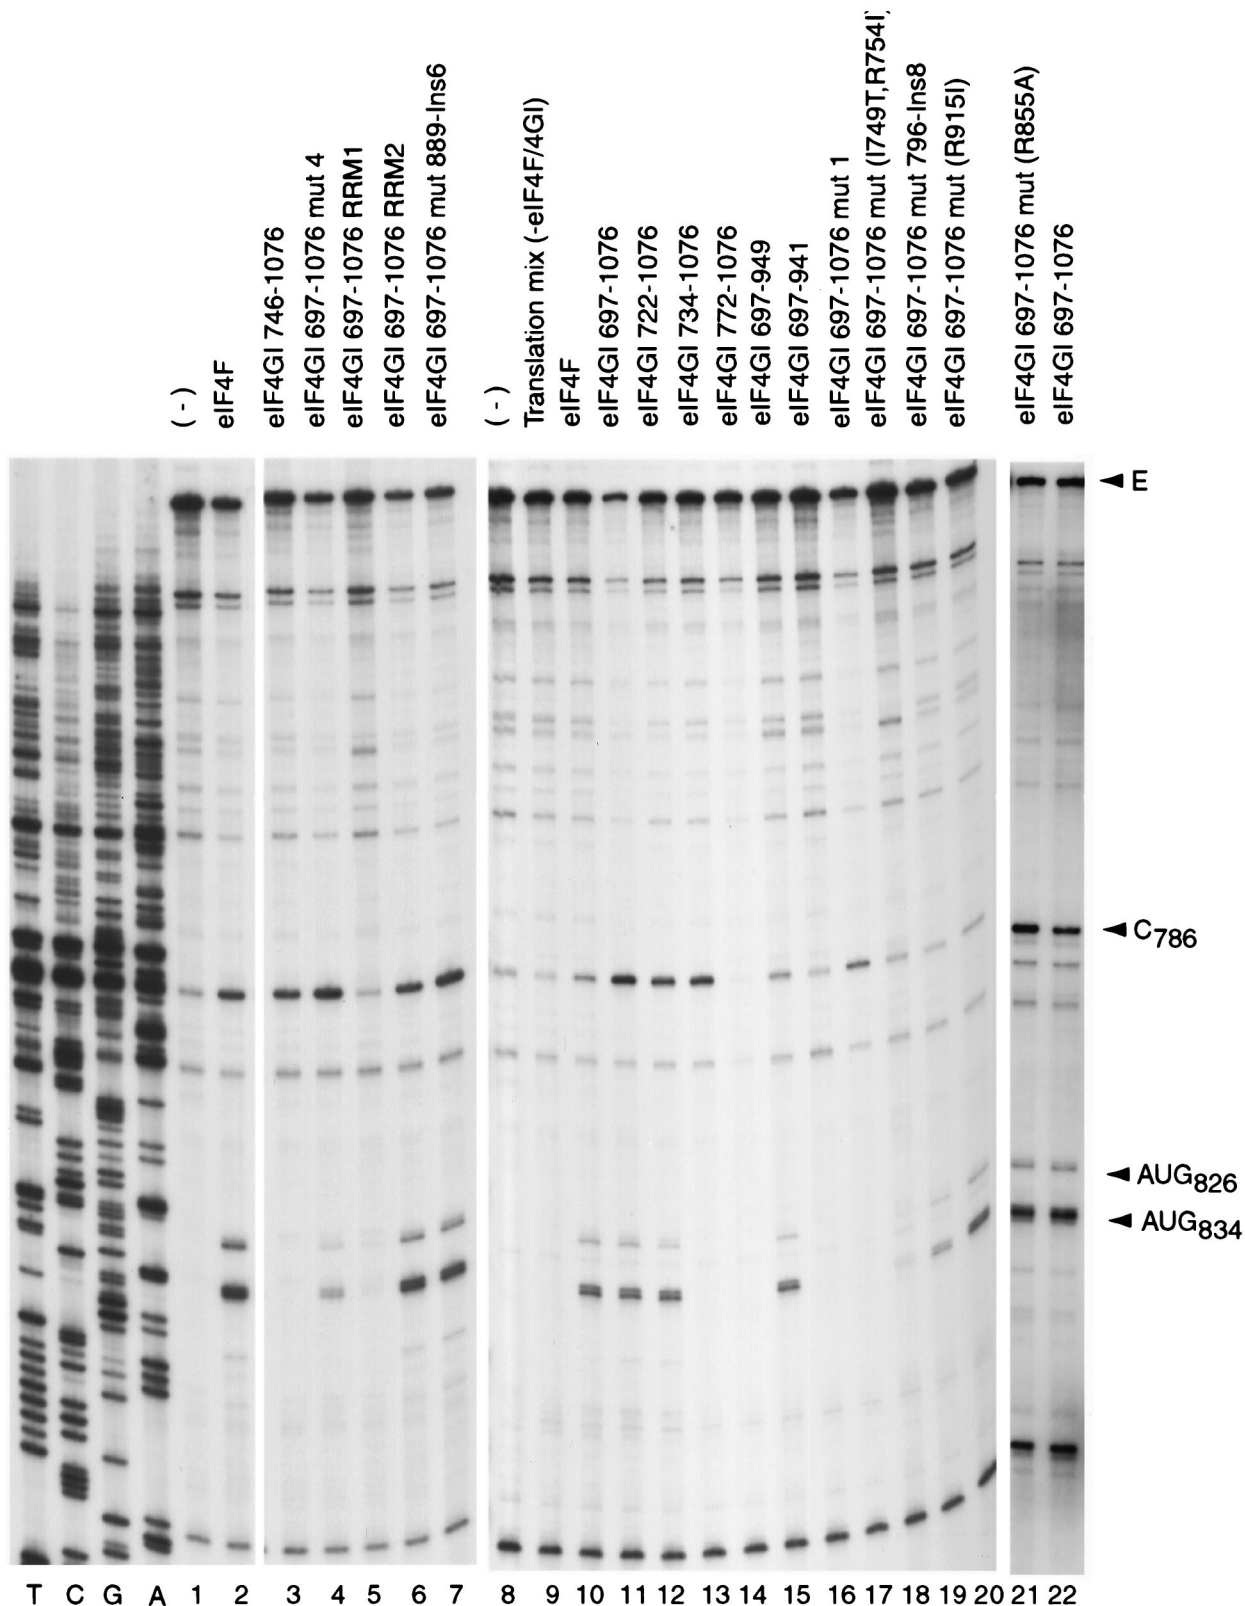 (-)
eIF4F
eIF4GI 746-1076
eIF4GI 697-1076 mut 4
eIF4GI 697-1076 RRM1
eIF4GI 697-1076 RRM2
eIF4GI 697-1076 mut 889-Ins6
(-)
Translation mix (-eIF4F/4GI)
eIF4F
eIF4GI 697-1076
eIF4GI 722-1076
eIF4GI 734-1076
eIF4GI 772-1076
eIF4GI 697-949
eIF4GI 697-941
eIF4GI 697-1076 mut 1
eIF4GI 697-1076 mut (I749T,R754I)
eIF4GI 697-1076 mut 796-Ins8
eIF4GI 697-1076 mut (R915I)
eIF4GI 697-1076 mut (R855A)
eIF4GI 697-1076
E
C786
AUG826
AUG834
T C G A 1 2 3 4 5 6 7 8 9 10 11 12 13 14 15 16 17 18 19 20 21 22